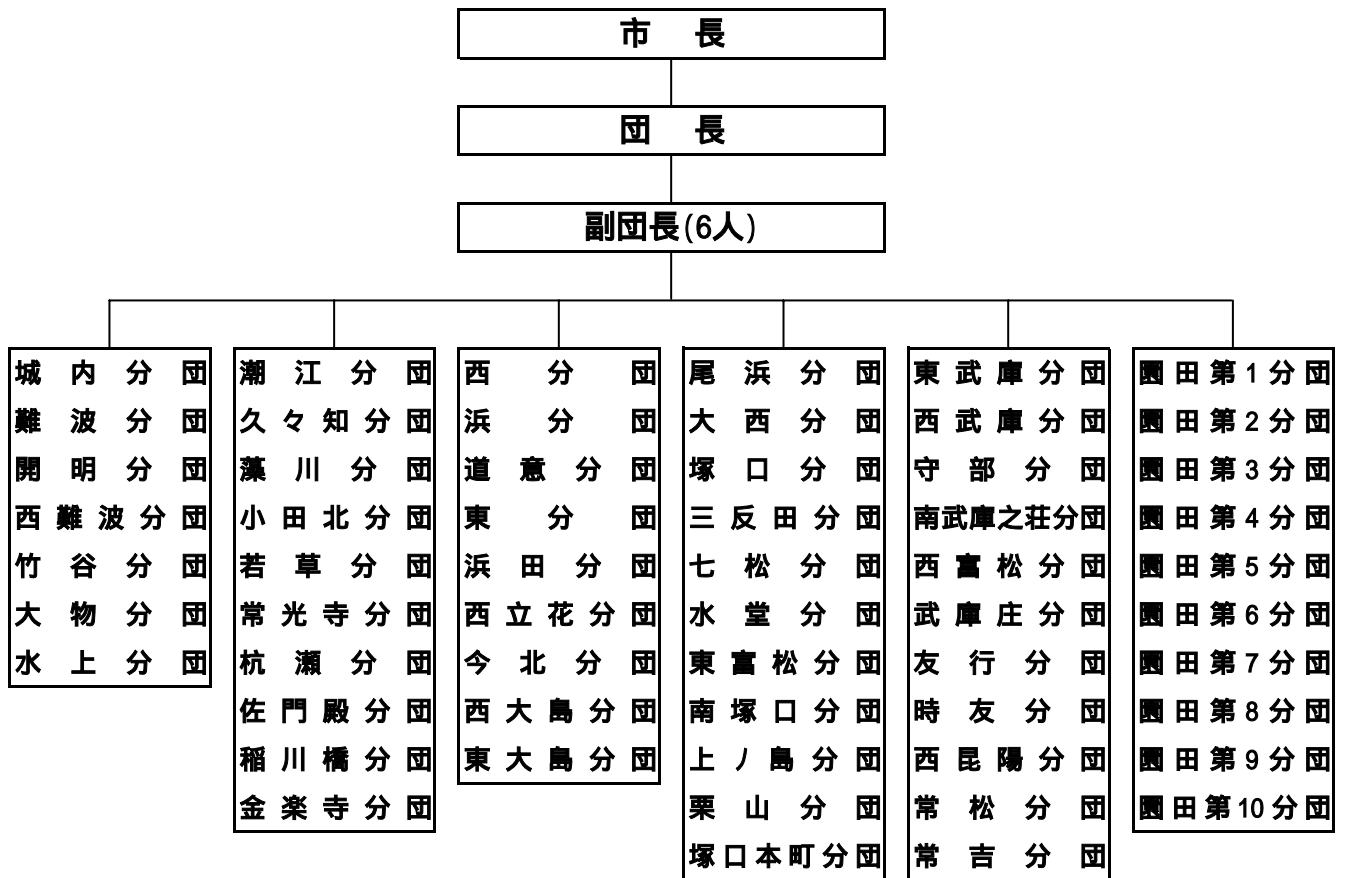 市長
団長
副団長(6人)
城内分団
難波分団
開明分団
西難波分団
竹谷分団
大物分団
水上分団
潮江分団
久々知分団
藻川分団
小田北分団
若草分団
常光寺分団
杭瀬分団
佐門殿分団
稲川橋分団
金楽寺分団
西分団
浜分団
道意分団
東分団
浜田分団
西立花分団
今北分団
西大島分団
東大島分団
尾浜分団
大西分団
塚口分団
三反田分団
七松分団
水堂分団
東富松分団
南塚口分団
上ノ島分団
栗山分団
塚口本町分団
東武庫分団
西武庫分団
守部分団
南武庫之荘分団
西富松分団
武庫庄分団
友行分団
時友分団
西昆陽分団
常松分団
常吉分団
園田第1分団
園田第2分団
園田第3分団
園田第4分団
園田第5分団
園田第6分団
園田第7分団
園田第8分団
園田第9分団
園田第10分団